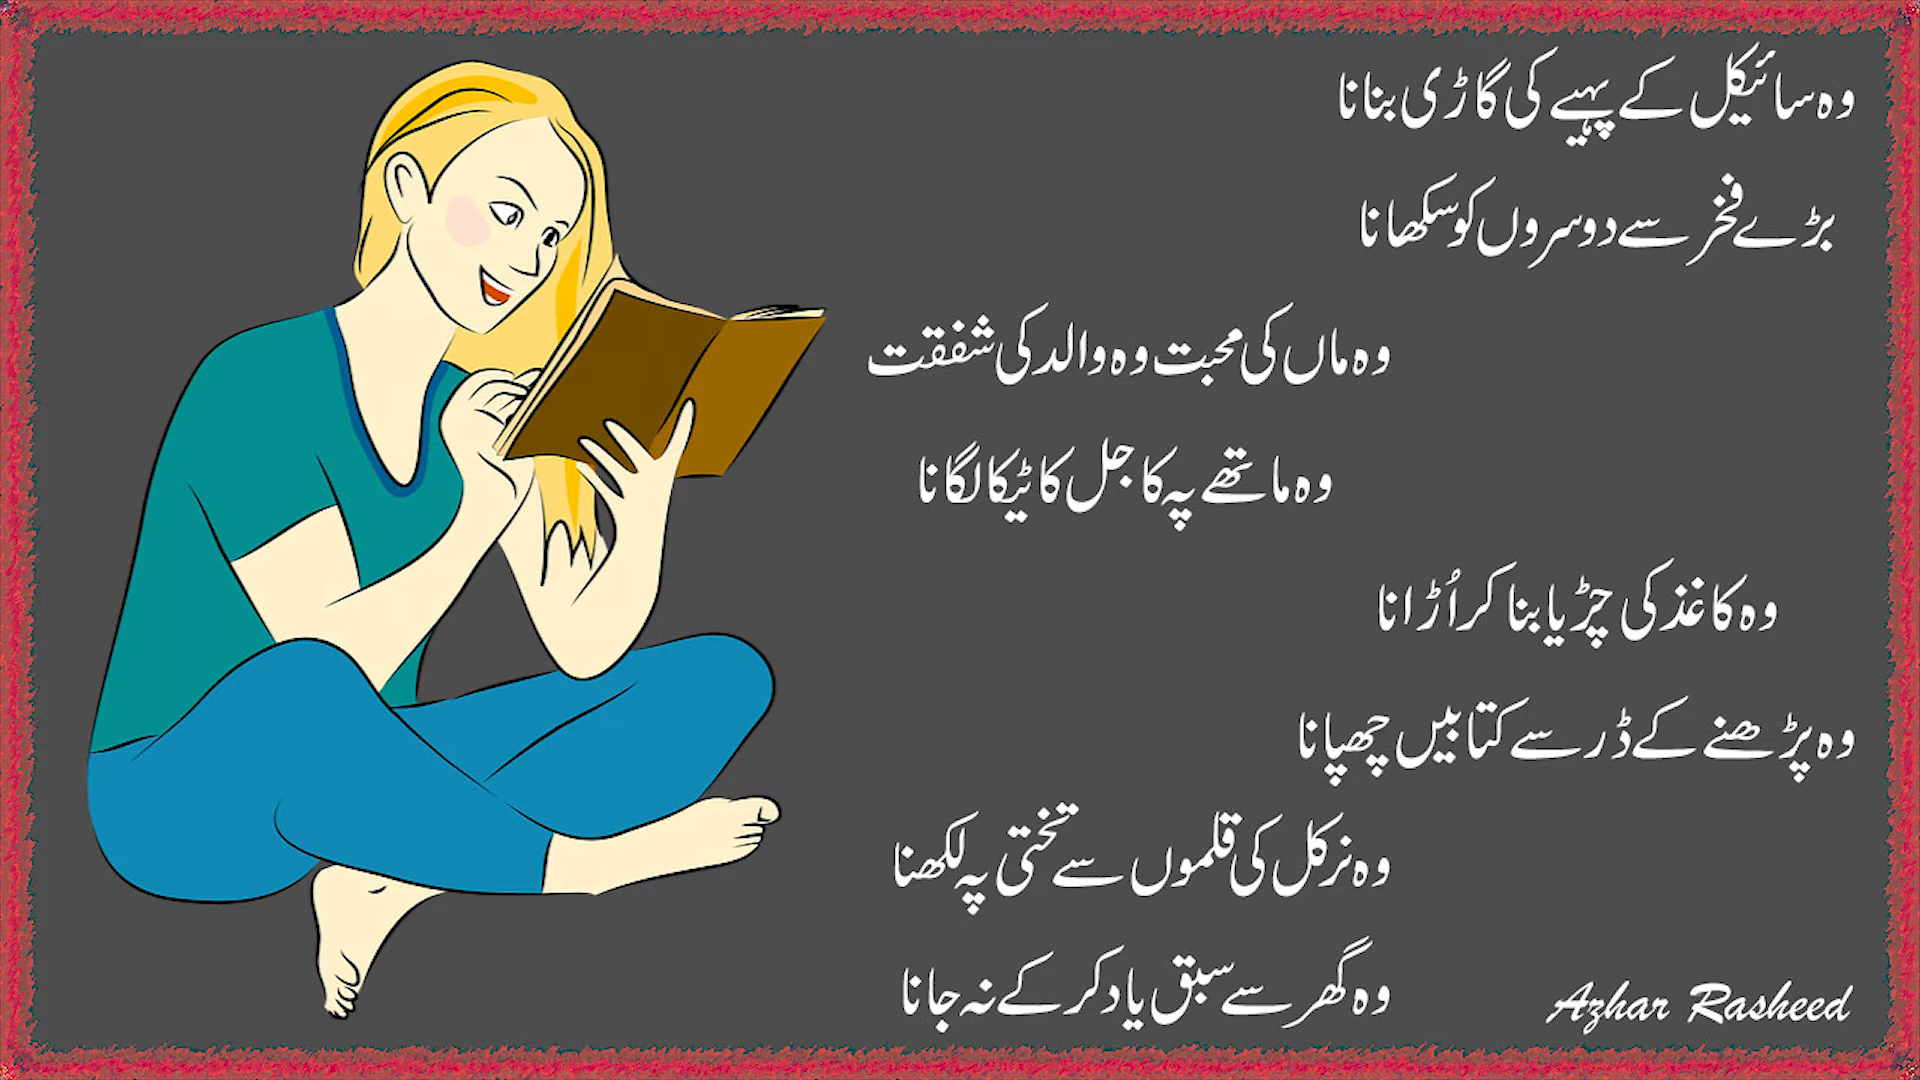 وہ سائیکل کے پہیے کی گاڑی بنانا
بڑے فخر سے دوسروں کو سکھانا
وہ ماں کی محبت وہ والد کی شفقت
وہ ماتھے پہ کاجل کا ٹیکا لگانا
وہ کاغذ کی چڑیا بنا کر اُڑانا
وہ پڑھنے کے ڈر سے کتابیں چھپانا
وہ نرکل کی قلموں سے تختی پہ لکھنا
وہ گھر سے سبق یاد کر کے نہ جانا
Azhar Rasheed